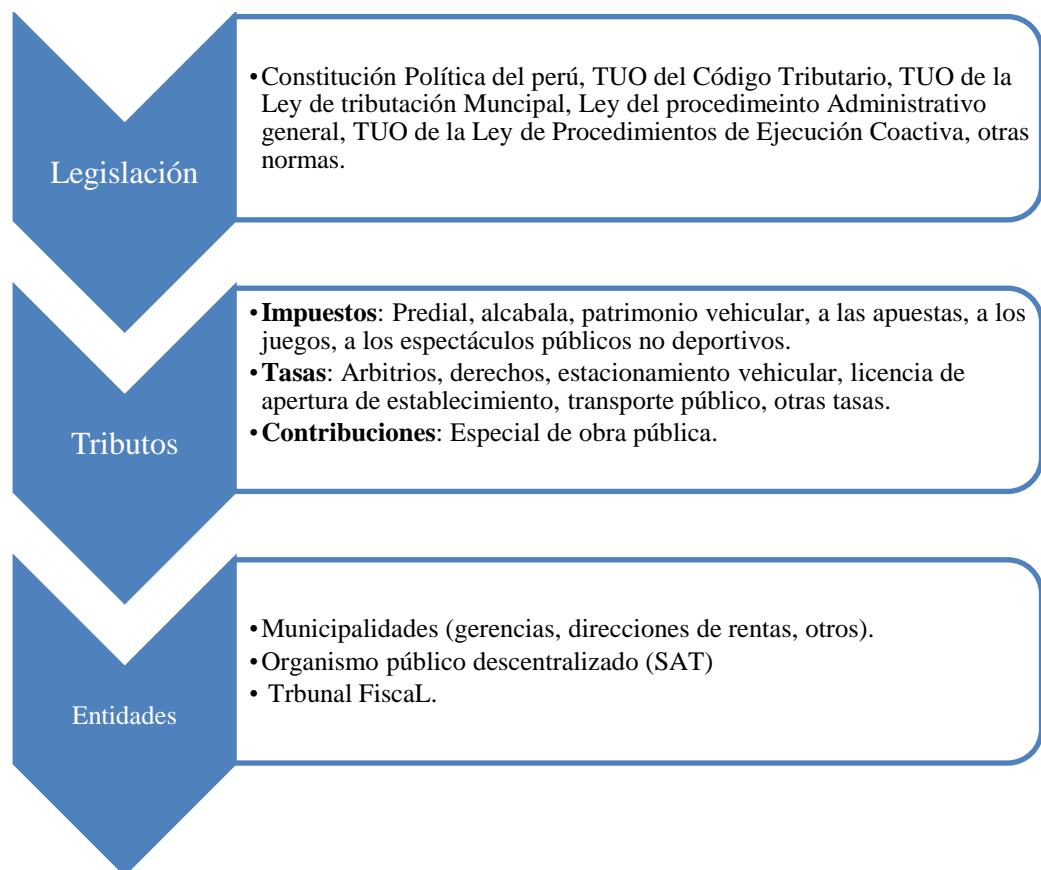 Legislación
•Constitución Política del perú, TUO del Código Tributario, TUO de la
Ley de tributación Muncipal, Ley del procedimeinto Administrativo
general, TUO de la Ley de Procedimientos de Ejecución Coactiva, otras
normas.
Tributos
•Impuestos: Predial, alcabala, patrimonio vehicular, a las apuestas, a los
juegos, a los espectáculos públicos no deportivos.
•Tasas: Arbitrios, derechos, estacionamiento vehicular, licencia de
apertura de establecimiento, transporte público, otras tasas.
•Contribuciones: Especial de obra pública.
Entidades
•Municipalidades (gerencias, direcciones de rentas, otros).
•Organismo público descentralizado (SAT)
• Trbunal FiscaL.